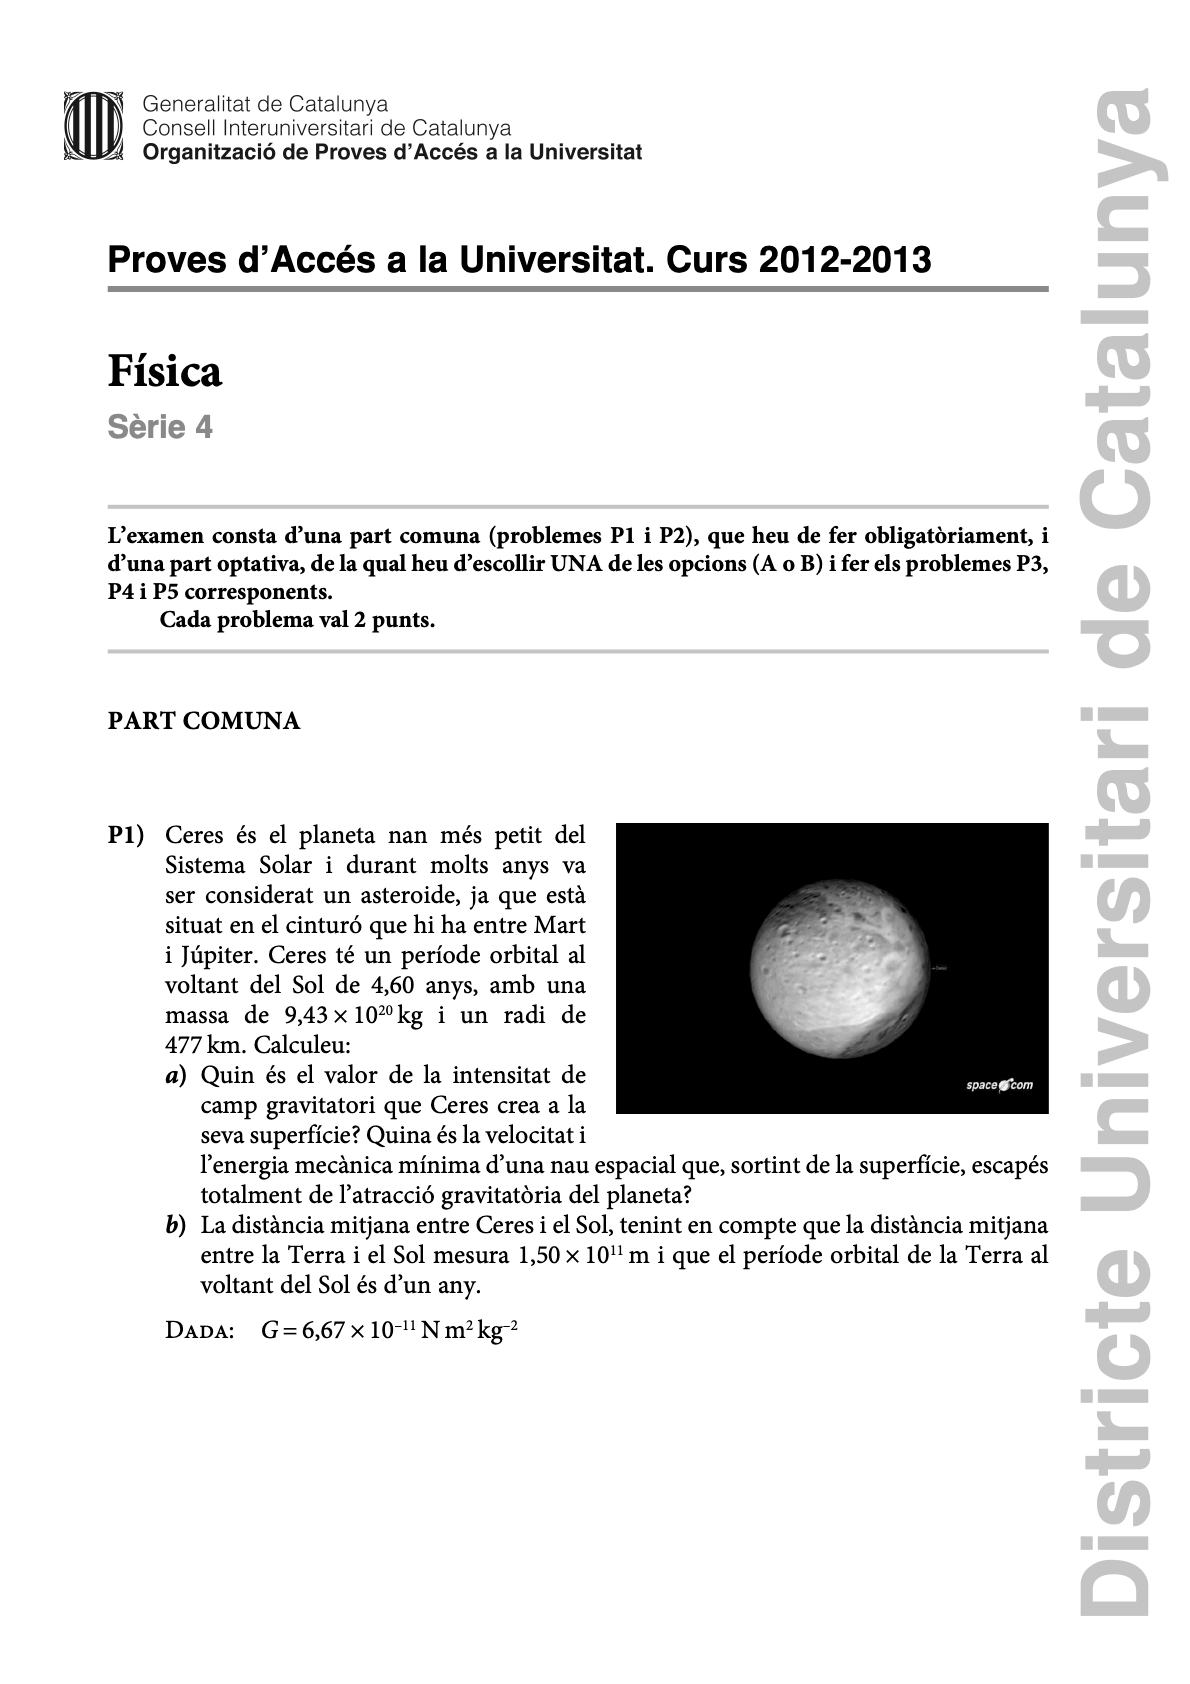 Generalitat de Catalunya
Consell Interuniversitari de Catalunya
Organització de Proves d’Accés a la Universitat
Proves d’Accés a la Universitat. Curs 2012-2013
Física
Sèrie 4
L’examen consta d’una part comuna (problemes P1 i P2), que heu de fer obligatòriament, i
d’una part optativa, de la qual heu d’escollir UNA de les opcions (A o B) i fer els problemes P3,
P4 i P5 corresponents.
Cada problema val 2 punts.
PART COMUNA
P1) Ceres és el planeta nan més petit del
Sistema Solar i durant molts anys va
ser considerat un asteroide, ja que està
situat en el cinturó que hi ha entre Mart
i Júpiter. Ceres té un període orbital al
voltant del Sol de 4,60 anys, amb una
massa de 9,43 × 10²⁰ kg i un radi de
477 km. Calculeu:
a) Quin és el valor de la intensitat de
camp gravitatori que Ceres crea a la
seva superfície? Quina és la velocitat i
l’energia mecànica mínima d’una nau espacial que, sortint de la superfície, escapés
totalment de l’atracció gravitatòria del planeta?
b) La distància mitjana entre Ceres i el Sol, tenint en compte que la distància mitjana
entre la Terra i el Sol mesura 1,50 × 10¹¹ m i que el període orbital de la Terra al
voltant del Sol és d’un any.
DADA: G = 6,67 × 10⁻¹¹ N m² kg⁻²
space com
Districte Universitari de Catalunya